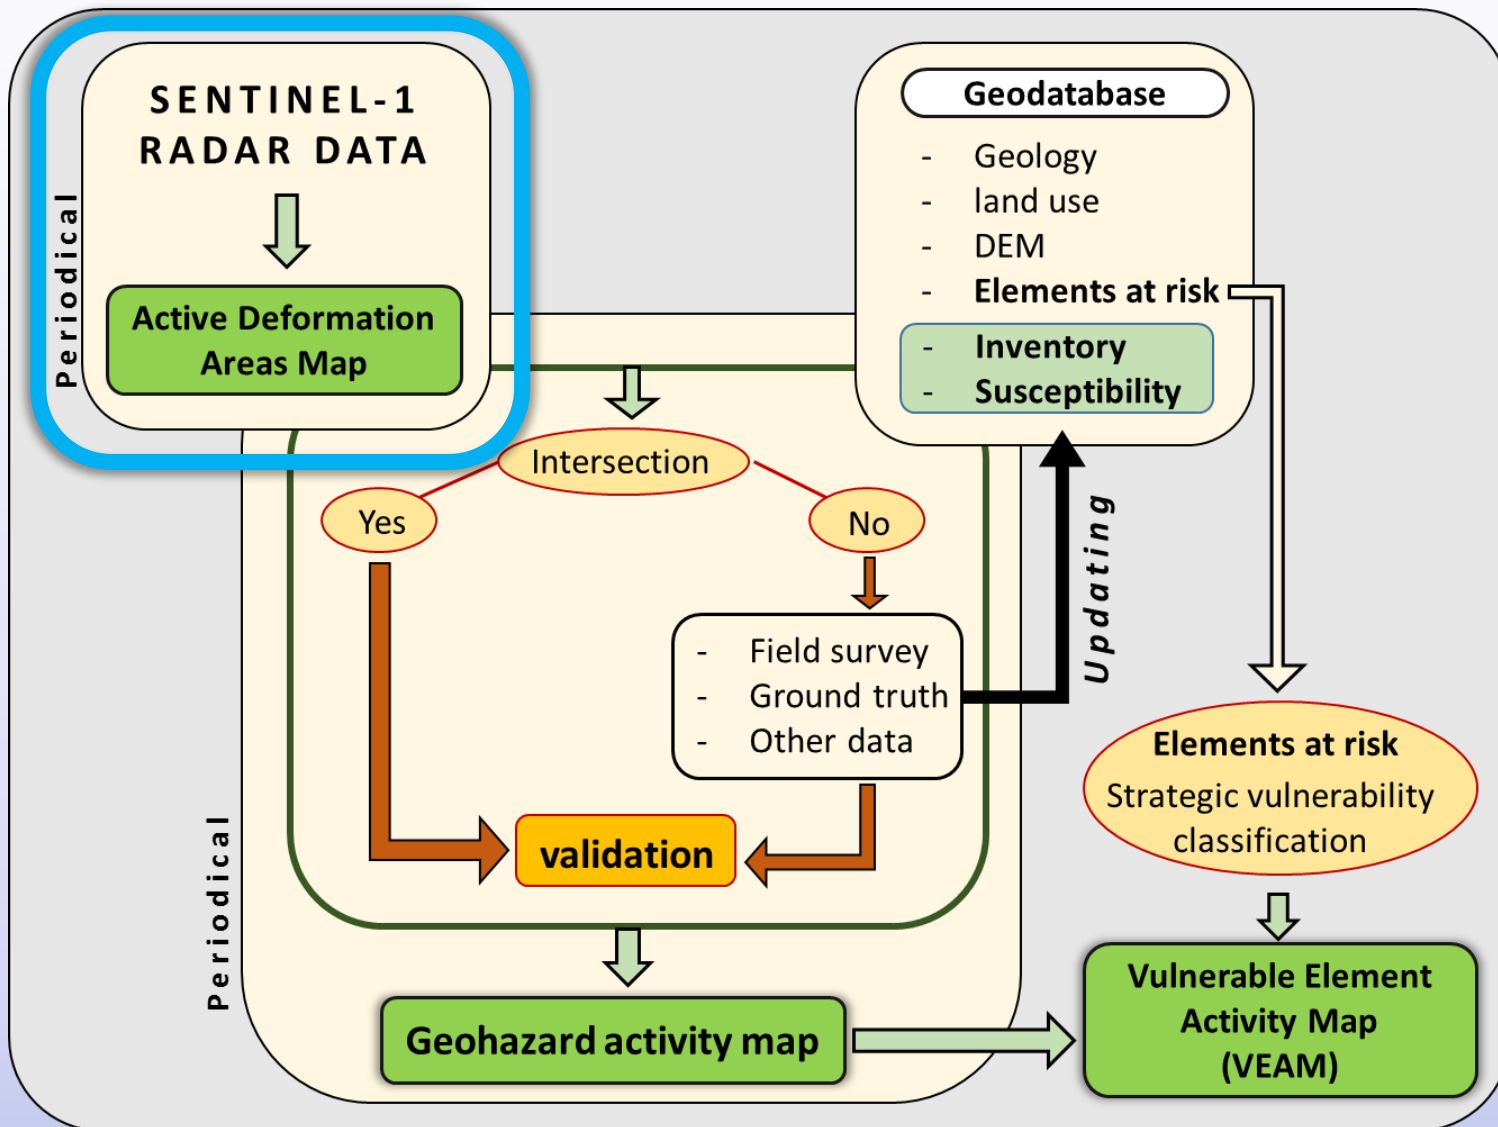 SENTINEL-1
RADAR DATA
Active Deformation
Areas Map
Periodical
Geodatabase
- Geology
- land use
- DEM
- Elements at risk
- Inventory
- Susceptibility
Intersection
Yes
No
- Field survey
- Ground truth
- Other data
Updating
validation
Periodical
Geohazard activity map
Elements at risk
Strategic vulnerability
classification
Vulnerable Element
Activity Map
(VEAM)